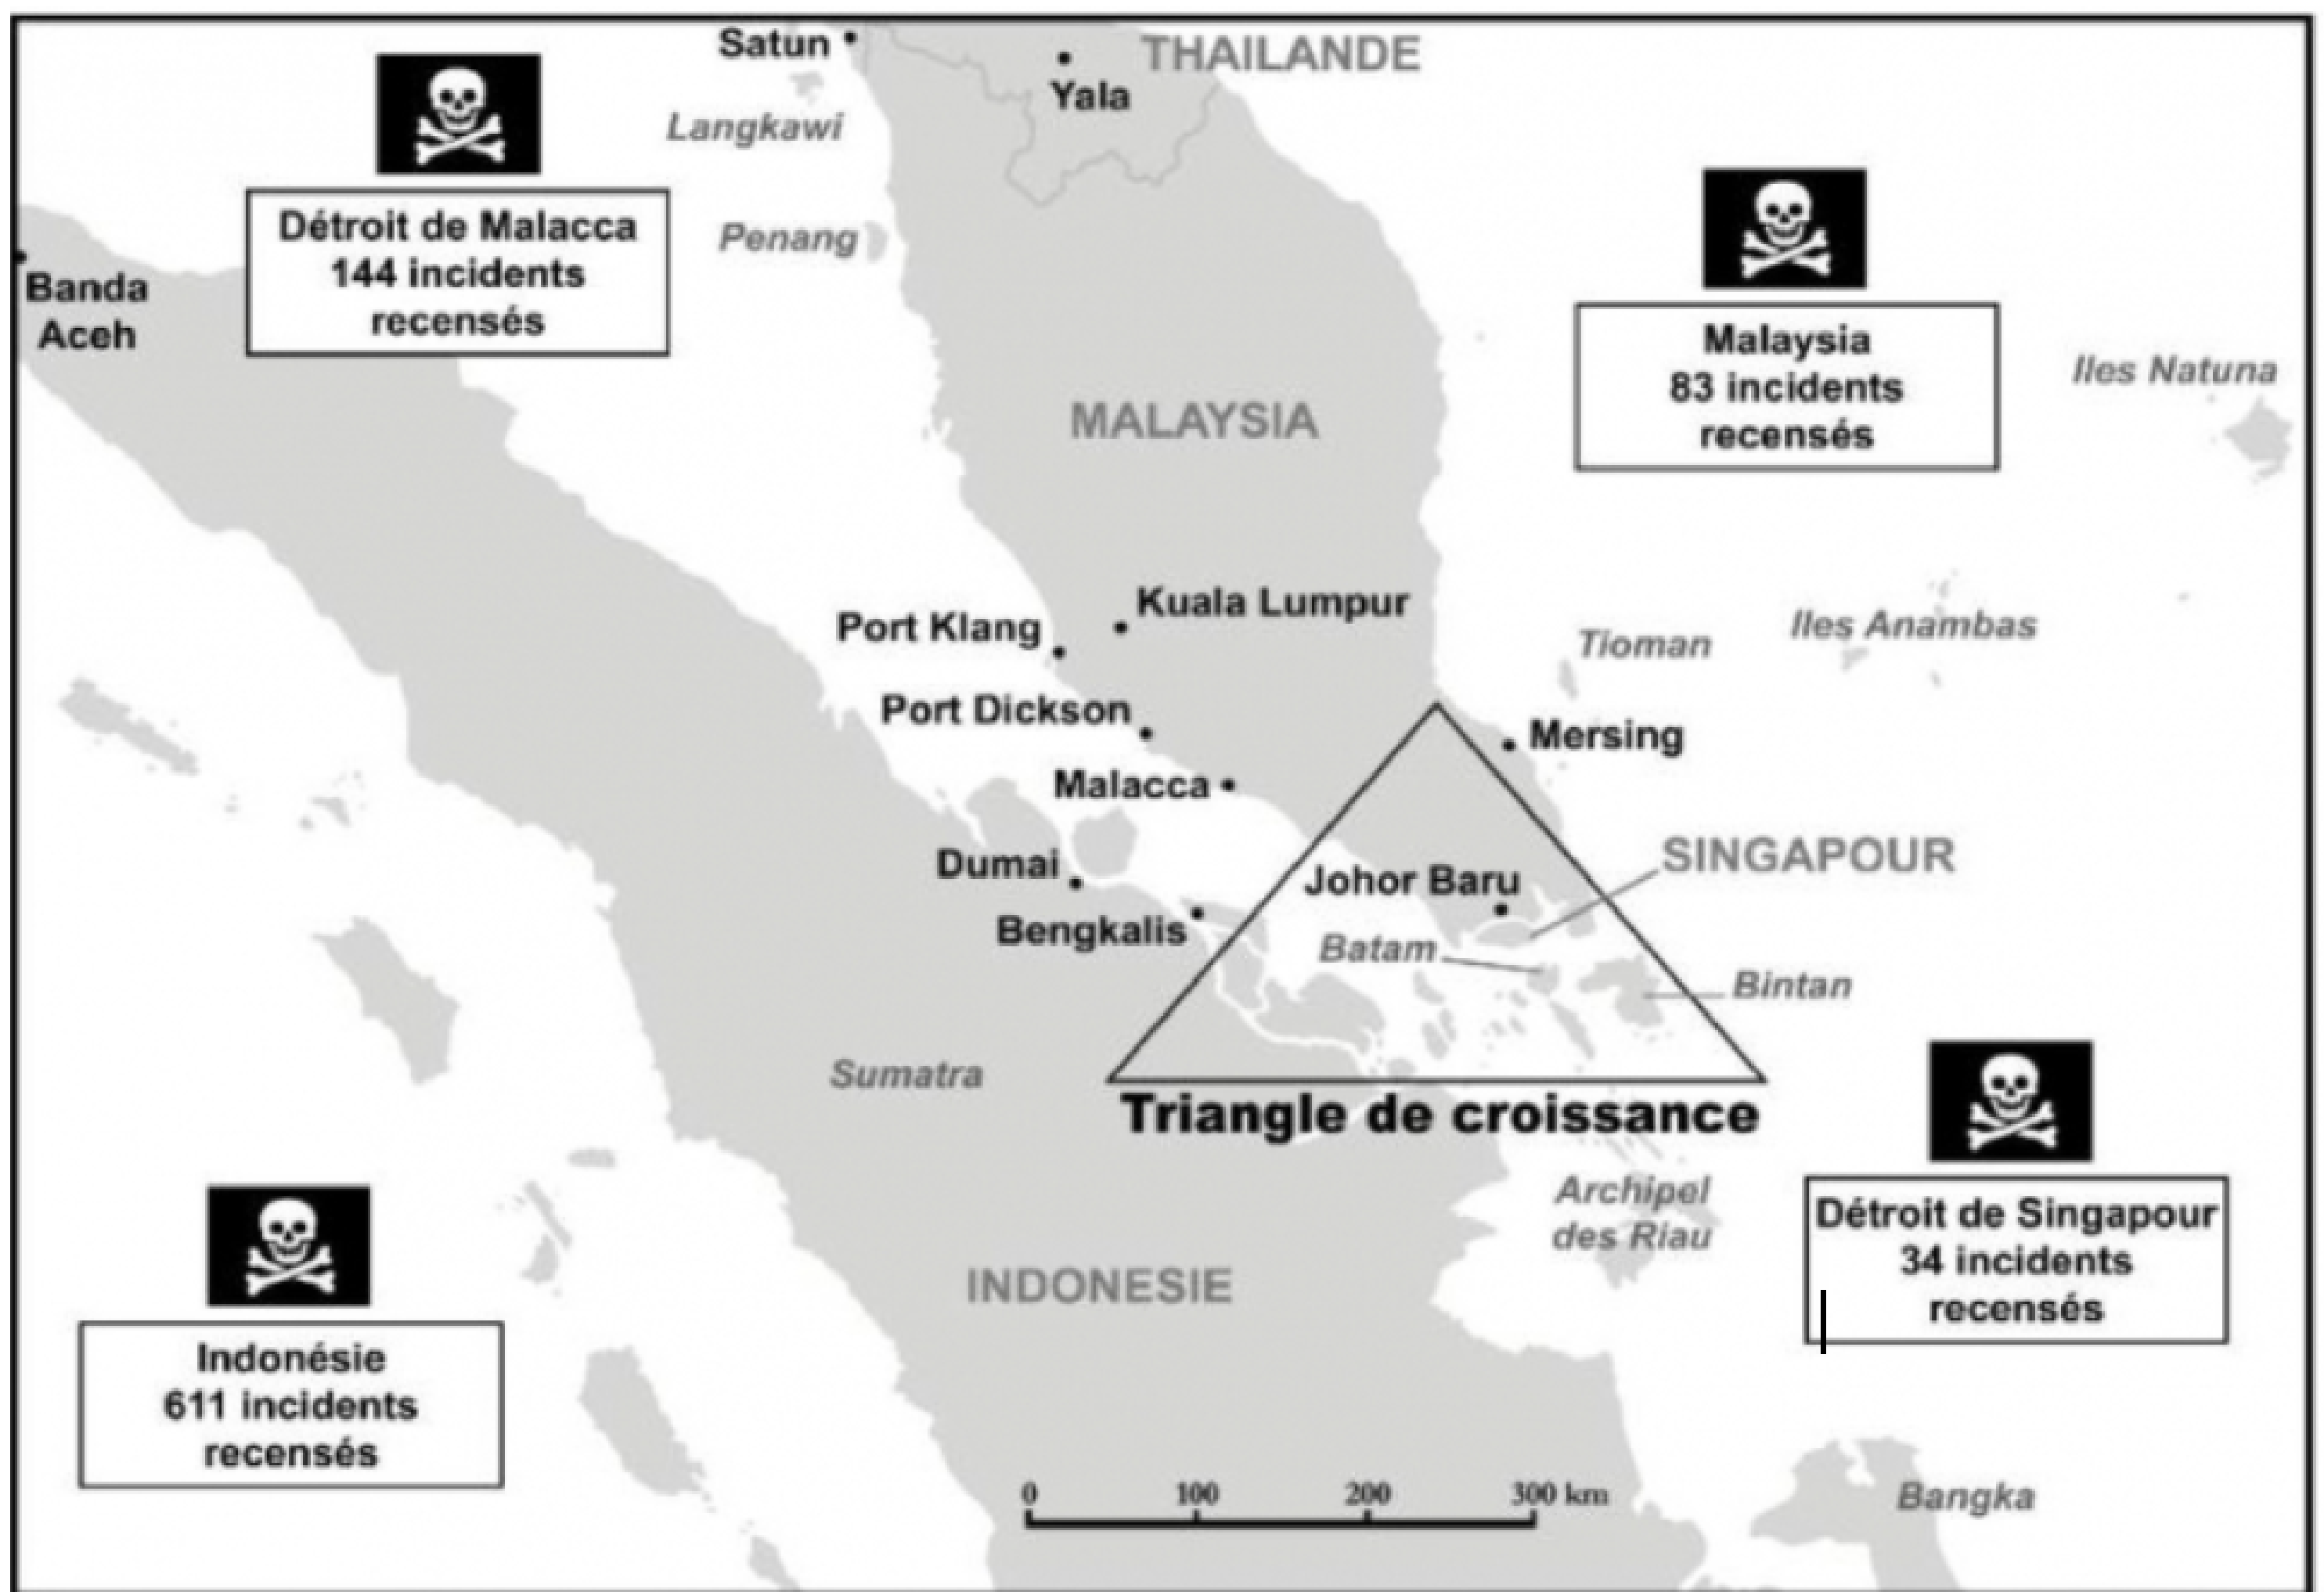 Satun
THAILANDE
Yala
Langkawi
Détroit de Malacca
144 incidents
recensés
Penang
Banda
Aceh
Malaysia
83 incidents
recensés
Iles Natuna
MALAYSIA
Kuala Lumpur
Port Klang
Iles Anambas
Tioman
Port Dickson
Mersing
Malacca
SINGAPOUR
Dumai
Johor Baru
Bengkalis
Batam
Bintan
Sumatra
Triangle de croissance
Archipel
des Riau
Détroit de Singapour
34 incidents
recensés
INDONESIE
Indonésie
611 incidents
recensés
0 100 200 300 km
Bangka